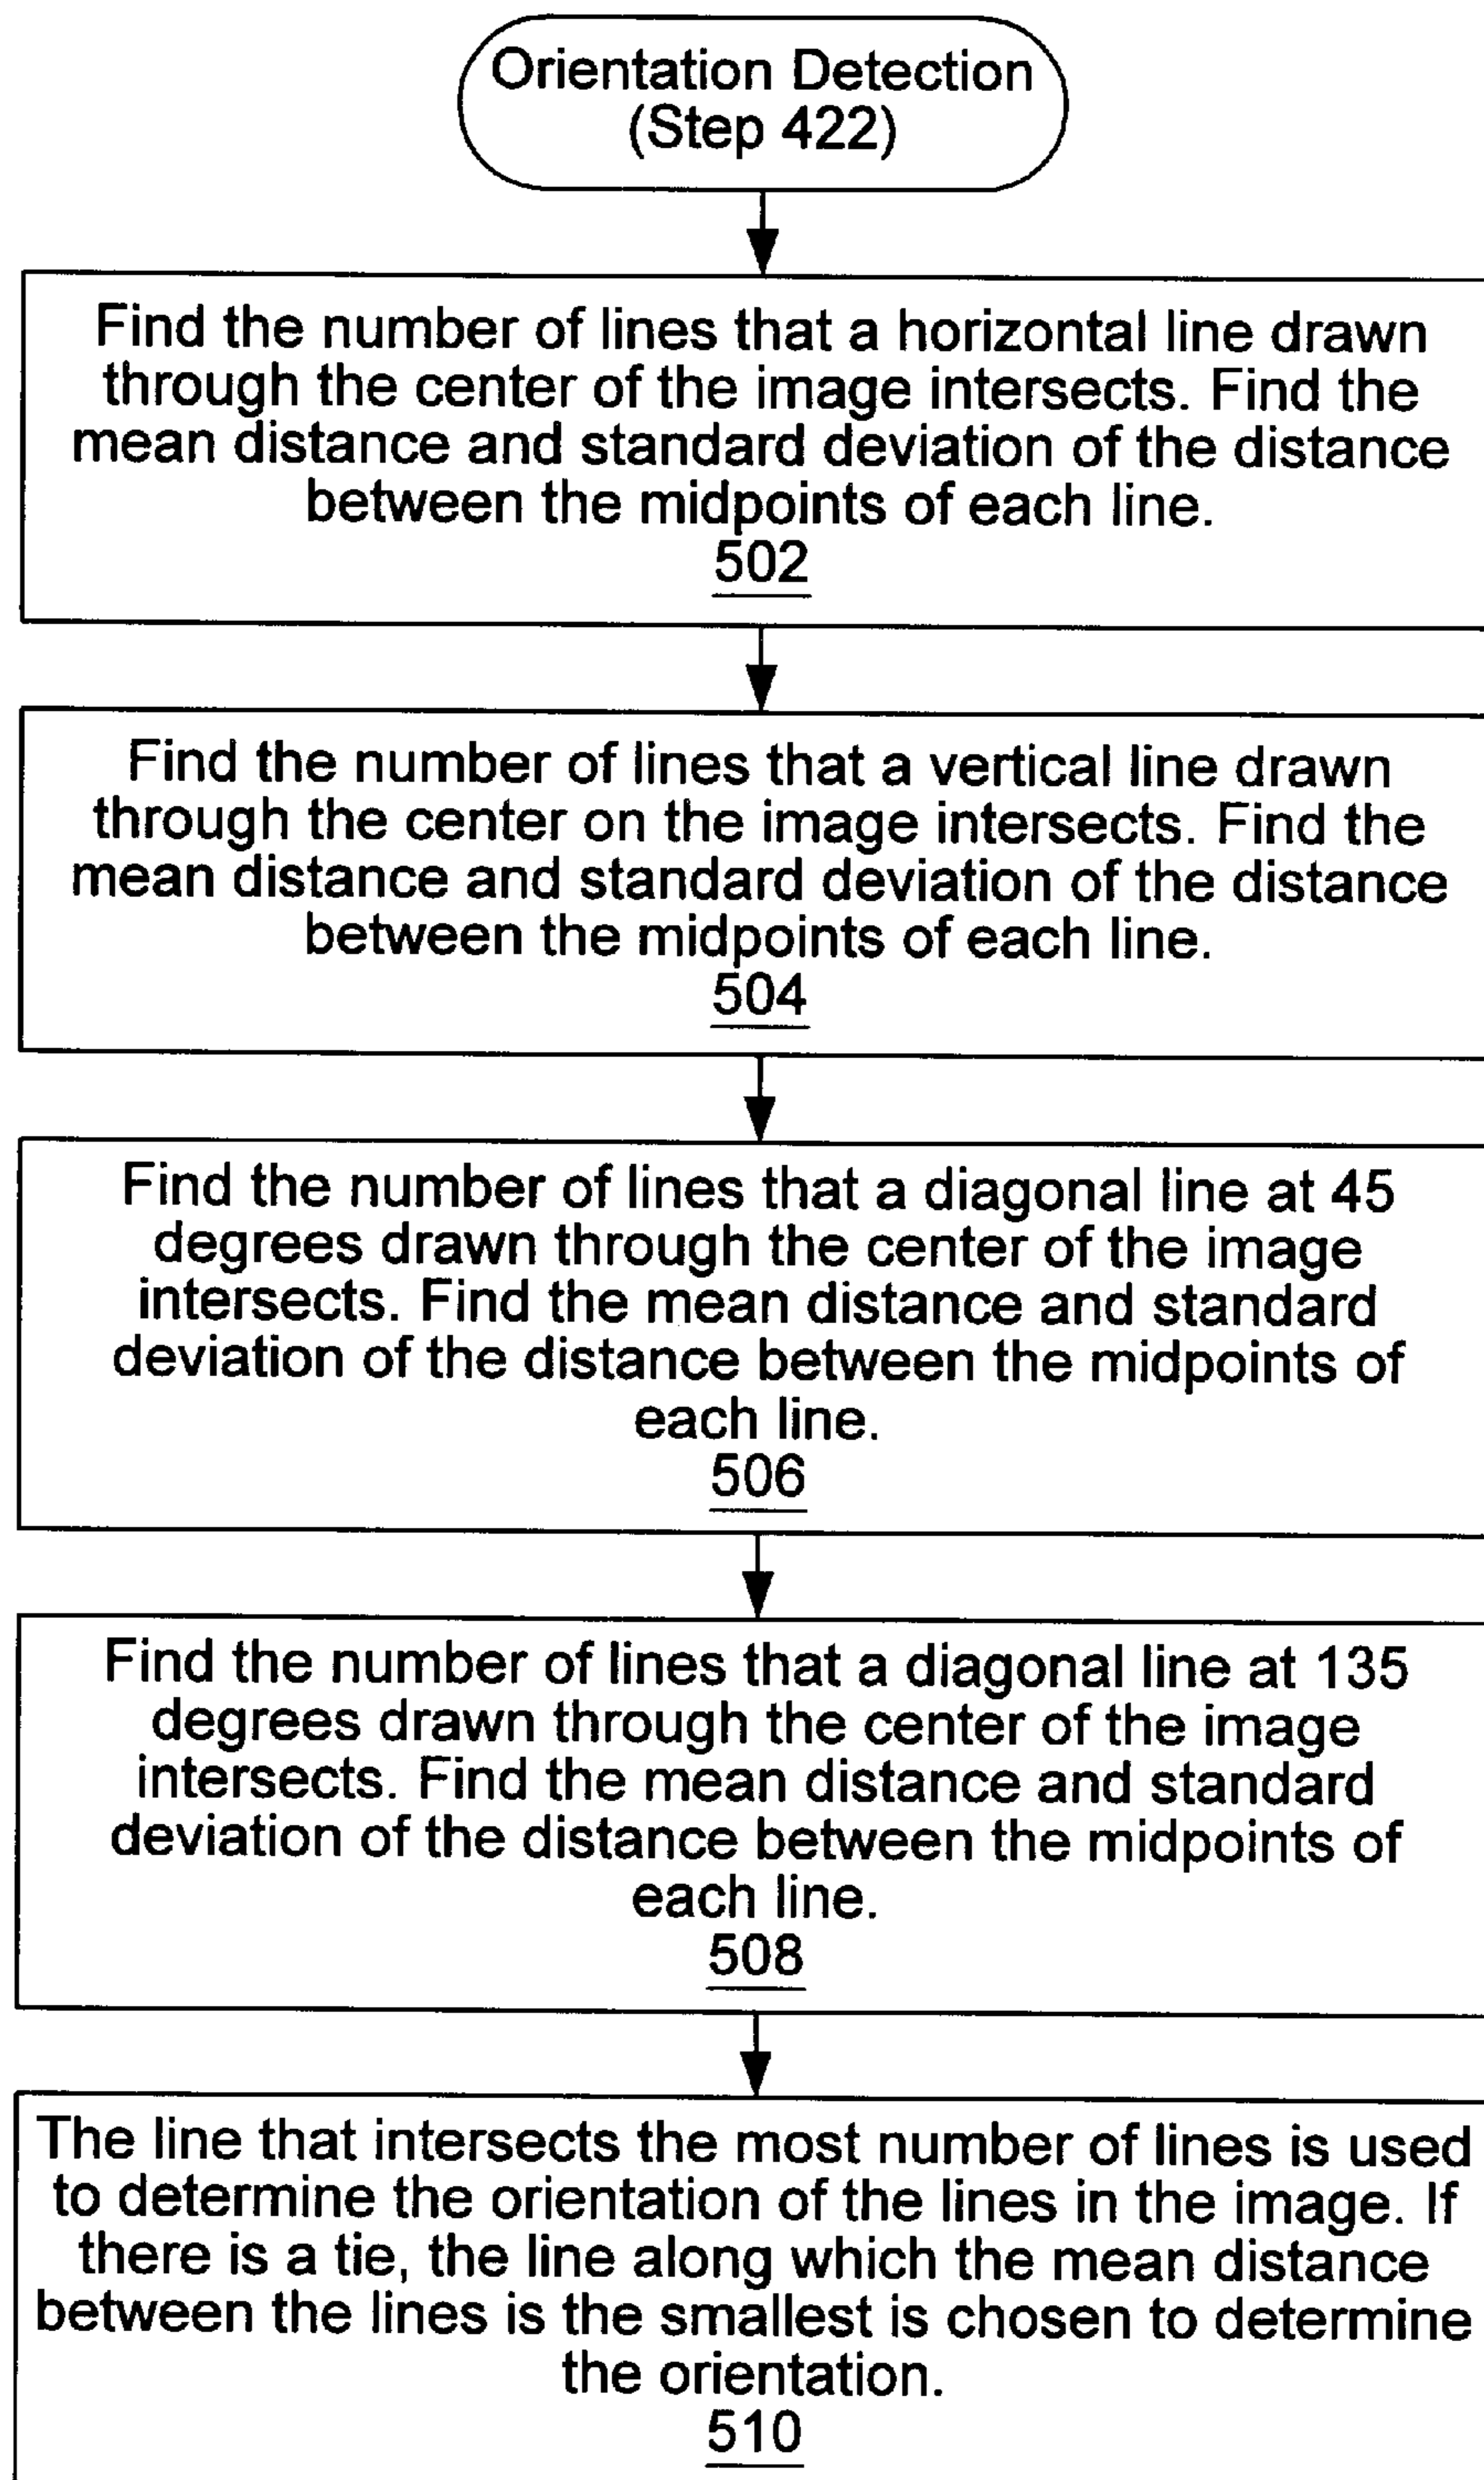 Orientation Detection
(Step 422)
Find the number of lines that a horizontal line drawn
through the center of the image intersects. Find the
mean distance and standard deviation of the distance
between the midpoints of each line.
502
Find the number of lines that a vertical line drawn
through the center on the image intersects. Find the
mean distance and standard deviation of the distance
between the midpoints of each line.
504
Find the number of lines that a diagonal line at 45
degrees drawn through the center of the image
intersects. Find the mean distance and standard
deviation of the distance between the midpoints of
each line.
506
Find the number of lines that a diagonal line at 135
degrees drawn through the center of the image
intersects. Find the mean distance and standard
deviation of the distance between the midpoints of
each line.
508
The line that intersects the most number of lines is used
to determine the orientation of the lines in the image. If
there is a tie, the line along which the mean distance
between the lines is the smallest is chosen to determine
the orientation.
510